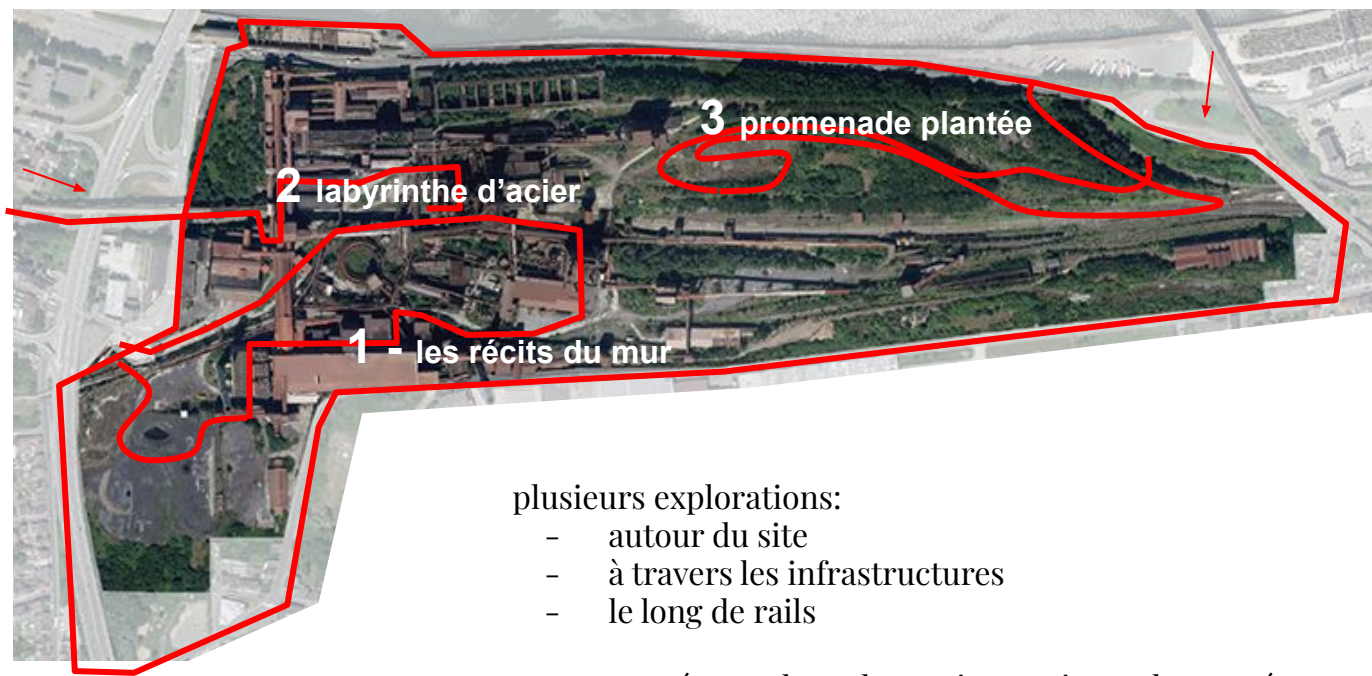 3 promenade plantée
2 labyrinthe d'acier
1 - les récits du mur
plusieurs explorations:
- autour du site
- à travers les infrastructures
- le long de rails